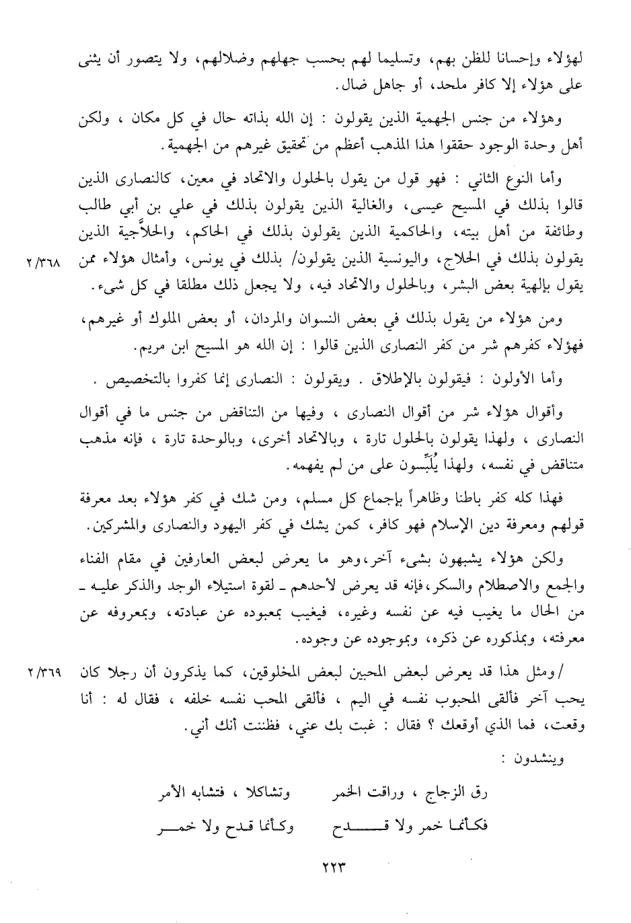 لهؤلاء وإحسانا للظن بهم، وتسليما لهم بحسب جهلهم وضلالهم، ولا يتصور أن يثنى
على هؤلاء إلا كافر ملحد، أو جاهل ضال.
وهؤلاء من جنس الجهمية الذين يقولون : إن الله بذاته حال في كل مكان ، ولكن
أهل وحدة الوجود حققوا هذا المذهب أعظم من تحقيق غيرهم من الجهمية.
وأما النوع الثاني : فهو قول من يقول بالحلول والاتحاد في معين، كالنصارى الذين
قالوا بذلك في المسيح عيسى، والغالية الذين يقولون بذلك في علي بن أبي طالب
وطائفة من أهل بيته، والحاكمية الذين يقولون بذلك في الحاكم، والحلاَّجية الذين
يقولون بذلك في الحلاج، واليونسية الذين يقولون/ بذلك في يونس، وأمثال هؤلاء ممن ٢/٣٦٨
يقول بإلهية بعض البشر، وبالحلول والاتحاد فيه، ولا يجعل ذلك مطلقا في كل شىء.
ومن هؤلاء من يقول بذلك في بعض النسوان والمردان، أو بعض الملوك أو غيرهم،
فهؤلاء كفرهم شر من كفر النصارى الذين قالوا : إن الله هو المسيح ابن مريم.
وأما الأولون : فيقولون بالإطلاق . ويقولون : النصارى إنما كفروا بالتخصيص .
وأقوال هؤلاء شر من أقوال النصارى ، وفيها من التناقض من جنس ما في أقوال
النصارى ، ولهذا يقولون بالحلول تارة ، وبالاتحاد أخرى، وبالوحدة تارة ، فإنه مذهب
متناقض في نفسه، ولهذا يُلَبِّسون على من لم يفهمه.
فهذا كله كفر باطنا وظاهراً بإجماع كل مسلم، ومن شك في كفر هؤلاء بعد معرفة
قولهم ومعرفة دين الإسلام فهو كافر، كمن يشك في كفر اليهود والنصارى والمشركين.
ولكن هؤلاء يشبهون بشىء آخر،وهو ما يعرض لبعض العارفين في مقام الفناء
والجمع والاصطلام والسكر،فإنه قد يعرض لأحدهم ـ لقوة استيلاء الوجد والذكر عليـه ـ
من الحال ما يغيب فيه عن نفسه وغيره، فيغيب بمعبوده عن عبادته، وبمعروفه عن
معرفته، وبمذكوره عن ذكره، وبموجوده عن وجوده.
/ ومثل هذا قد يعرض لبعض المحبين لبعض المخلوقين، كما يذكرون أن رجلا كان ٢/٣٦٩
يحب آخر فألقى المحبوب نفسه في اليم ، فألقى المحب نفسه خلفه ، فقال له : أنا
وقعت، فما الذي أوقعك ؟ فقال : غبت بك عني، فظننت أنك أني.
وينشدون :
رق الزجاج ، وراقت الخمر وتشاكلا ، فتشابه الأمر
فكأنمـا خمر ولا قـــــدح وكـأنما قـدح ولا خمـــر
٢٢٣